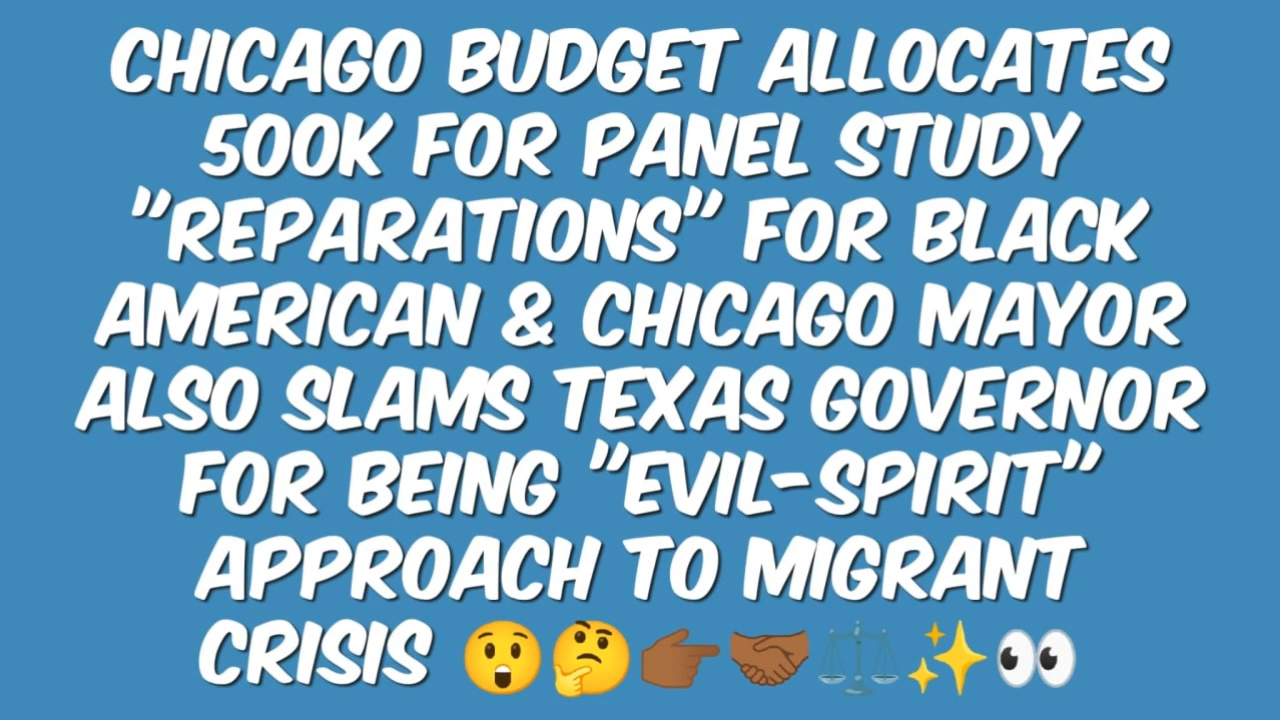 CHICAGO BUDGET ALLOCATES
500K FOR PANEL STUDY
"REPARATIONS" FOR BLACK
AMERICAN & CHICAGO MAYOR
ALSO SLAMS TEXAS GOVERNOR
FOR BEING "EVIL-SPIRIT"
APPROACH TO MIGRANT
CRISIS 😲🤔👉🏾🤝🏾⚖️✨👀